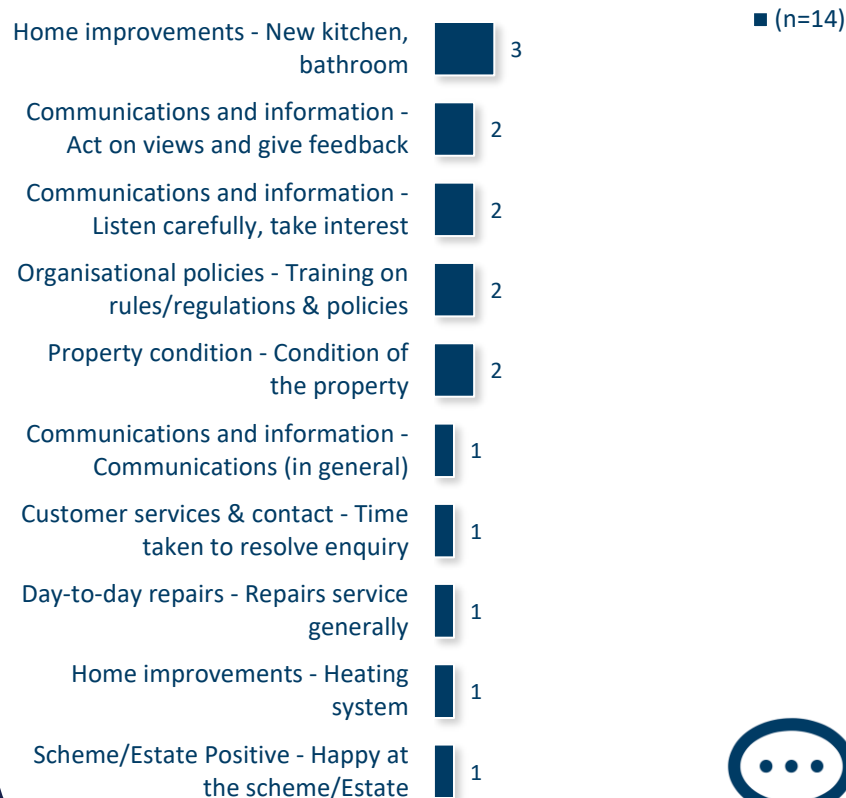 (n=14)
Home improvements - New kitchen,
bathroom
3
Communications and information -
Act on views and give feedback
2
Communications and information -
Listen carefully, take interest
2
Organisational policies - Training on
rules/regulations & policies
2
Property condition - Condition of
the property
2
Communications and information -
Communications (in general)
1
Customer services & contact - Time
taken to resolve enquiry
1
Day-to-day repairs - Repairs service
generally
1
Home improvements - Heating
system
1
Scheme/Estate Positive - Happy at
the scheme/Estate
1